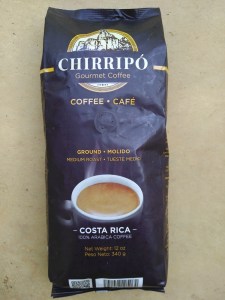 CHIRRIPÓ
Gourmet Coffee
COFFEE • CAFÉ
GROUND • MOLIDO
MEDIUM ROAST • TUESTE MEDIO
– COSTA RICA –
100% ARABICA COFFEE
Net. Weight: 12 oz.
Peso Neto: 340 g